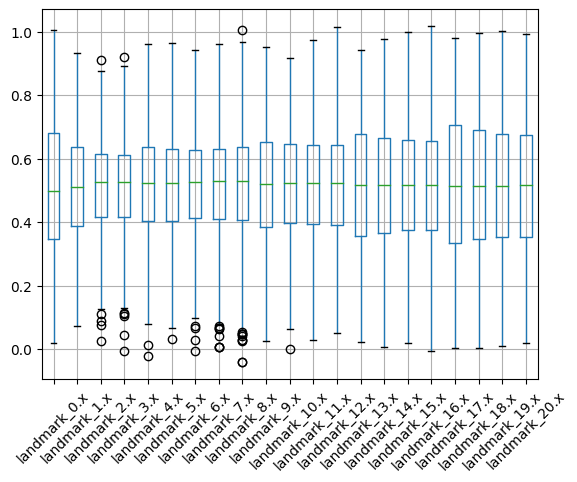 1.0
0.8
0.6
0.4
0.2
0.0
landmark_0.x
landmark_1.x
landmark_2.x
landmark_3.x
landmark_4.x
landmark_5.x
landmark_6.x
landmark_7.x
landmark_8.x
landmark_9.x
landmark_10.x
landmark_11.x
landmark_12.x
landmark_13.x
landmark_14.x
landmark_15.x
landmark_16.x
landmark_17.x
landmark_18.x
landmark_19.x
landmark_20.x